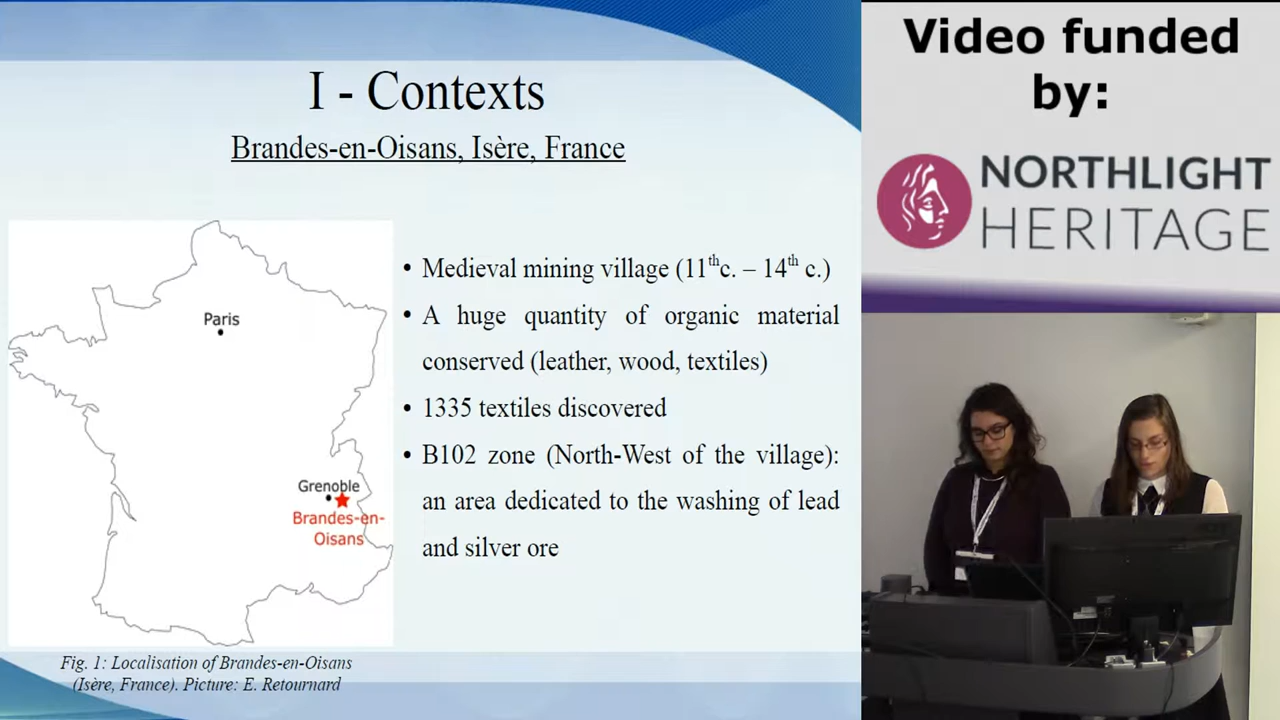 I - Contexts
Brandes-en-Oisans, Isère, France
Paris
Grenoble
Brandes-en-
Oisans
Fig. 1: Localisation of Brandes-en-Oisans
(Isère, France). Picture: E. Retournard
• Medieval mining village (11th c. – 14th c.)
• A huge quantity of organic material
conserved (leather, wood, textiles)
• 1335 textiles discovered
• B102 zone (North-West of the village):
an area dedicated to the washing of lead
and silver ore
Video funded
by:
NORTHLIGHT
HERITAGE